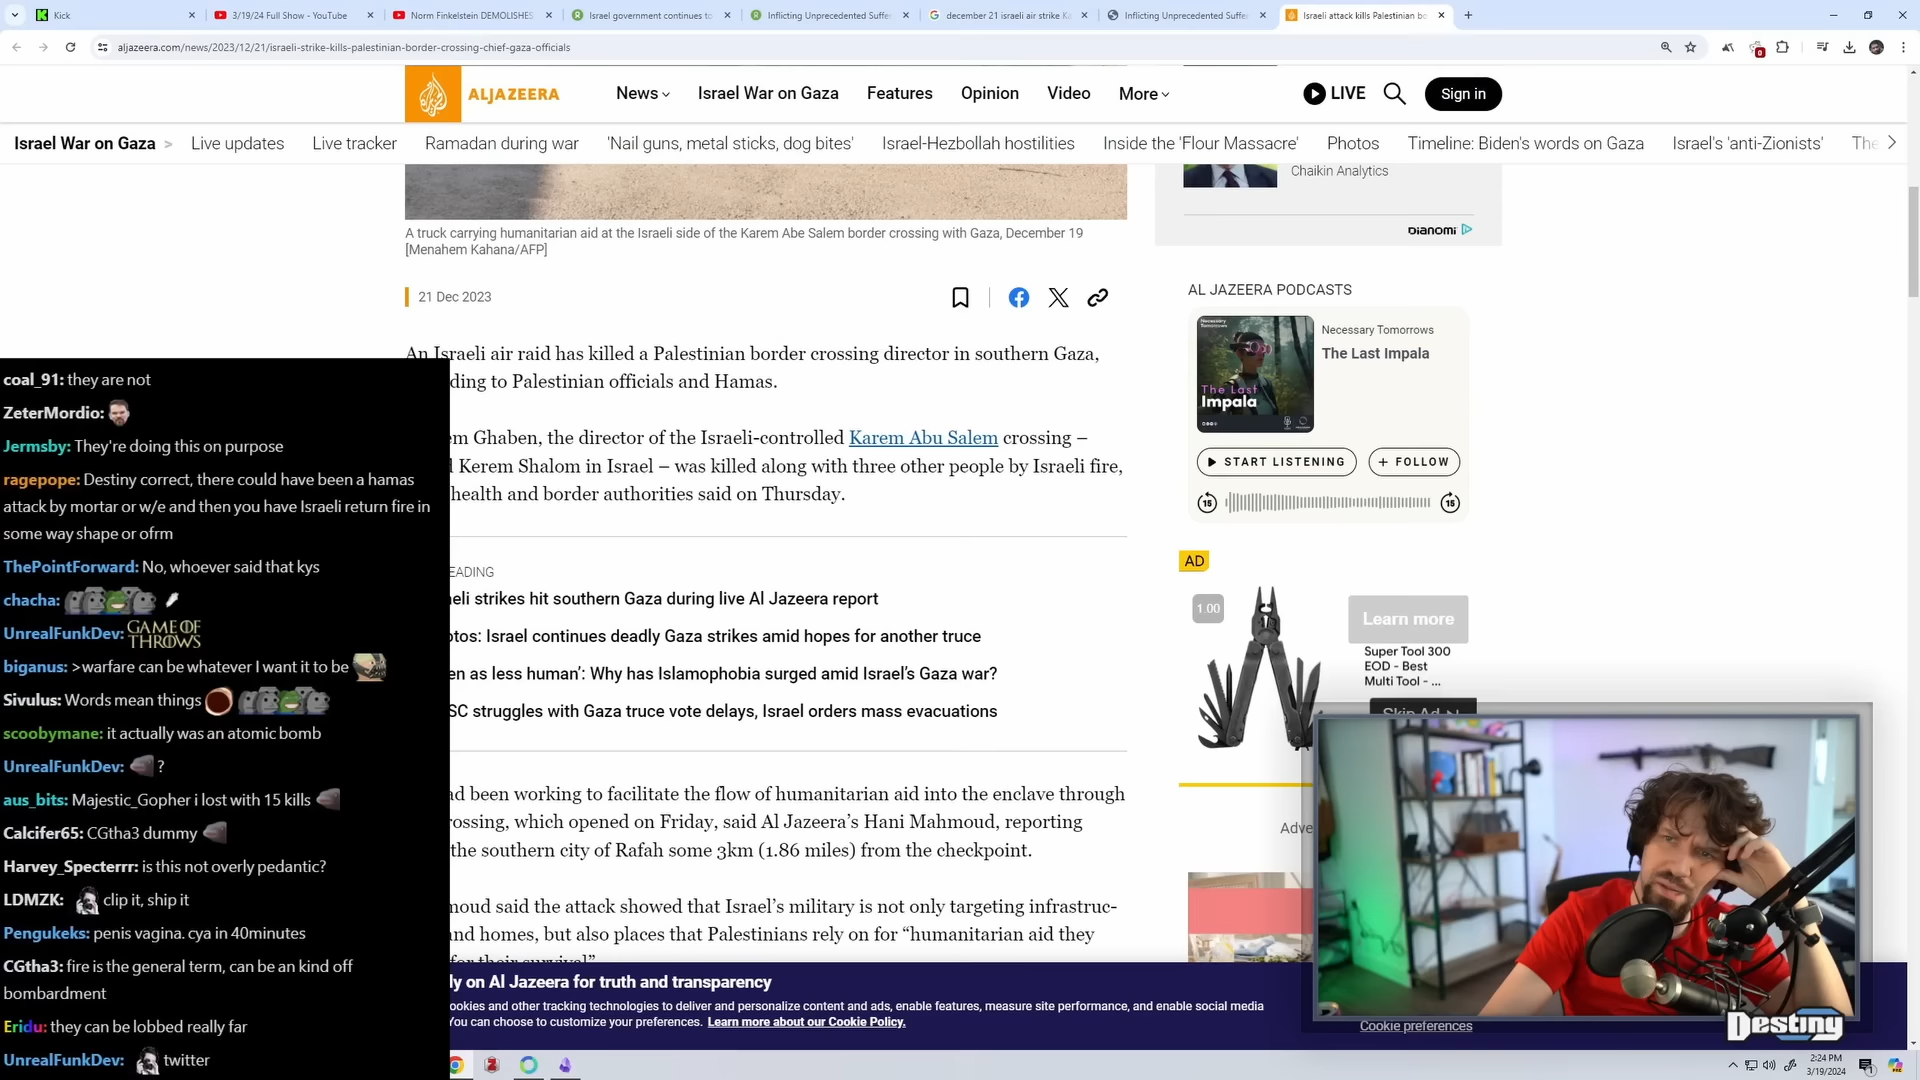 Kick
3/19/24 Full Show - YouTube
Norm Finkelstein DEMOLISHES
Israel government continues to
Inflicting Unprecedented Suffe
december 21 israeli air strike
Inflicting Unprecedented Suffe
Israeli attack kills Palestinian bo
aljazeera.com/news/2023/12/21/israeli-strike-kills-palestinian-border-crossing-chief-gaza-officials
ALJAZEERA
News
Israel War on Gaza
Features
Opinion
Video
More
LIVE
Sign in
Israel War on Gaza >
Live updates
Live tracker
Ramadan during war
'Nail guns, metal sticks, dog bites'
Israel-Hezbollah hostilities
Inside the 'Flour Massacre'
Photos
Timeline: Biden's words on Gaza
Israel's 'anti-Zionists'
The
A truck carrying humanitarian aid at the Israeli side of the Karem Abe Salem border crossing with Gaza, December 19
[Menahem Kahana/AFP]
21 Dec 2023
An Israeli air raid has killed a Palestinian border crossing director in southern Gaza,
ding to Palestinian officials and Hamas.
em Ghaben, the director of the Israeli-controlled Karem Abu Salem crossing –
Kerem Shalom in Israel – was killed along with three other people by Israeli fire,
health and border authorities said on Thursday.
EADING
eli strikes hit southern Gaza during live Al Jazeera report
otos: Israel continues deadly Gaza strikes amid hopes for another truce
en as less human': Why has Islamophobia surged amid Israel's Gaza war?
SC struggles with Gaza truce vote delays, Israel orders mass evacuations
ad been working to facilitate the flow of humanitarian aid into the enclave through
rossing, which opened on Friday, said Al Jazeera's Hani Mahmoud, reporting
the southern city of Rafah some 3km (1.86 miles) from the checkpoint.
moud said the attack showed that Israel's military is not only targeting infrastruc-
and homes, but also places that Palestinians rely on for "humanitarian aid they
for their survival"
ly on Al Jazeera for truth and transparency
ookies and other tracking technologies to deliver and personalize content and ads, enable features, measure site performance, and enable social media
You can choose to customize your preferences. Learn more about our Cookie Policy.
Cookie preferences
Chaikin Analytics
DIANOMI
AL JAZEERA PODCASTS
Necessary Tomorrows
The Last Impala
Necessary
Tomorrows
The Last
Impala
START LISTENING
+ FOLLOW
15
15
AD
1.00
Learn more
Super Tool 300
EOD - Best
Multi Tool - ...
Skip Ad
Adve
coal_91: they are not
ZeterMordio:
Jermsby: They're doing this on purpose
ragepope: Destiny correct, there could have been a hamas
attack by mortar or w/e and then you have Israeli return fire in
some way shape or ofrm
ThePointForward: No, whoever said that kys
chacha:
UnrealFunkDev: GAME OF
THROWS
biganus: >warfare can be whatever I want it to be
Sivulus: Words mean things
scoobymane: it actually was an atomic bomb
UnrealFunkDev: ?
aus_bits: Majestic_Gopher i lost with 15 kills
Calcifer65: CGtha3 dummy
Harvey_Specterrr: is this not overly pedantic?
LDMZK: clip it, ship it
Pengukeks: penis vagina. cya in 40minutes
CGtha3: fire is the general term, can be an kind off
bombardment
Eridu: they can be lobbed really far
UnrealFunkDev: twitter
Destiny
2:24 PM
3/19/2024